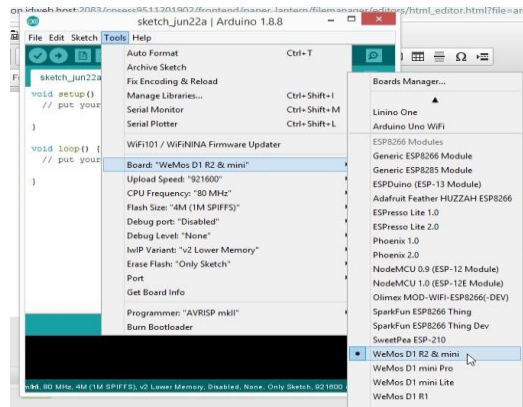 sketch_jun22a | Arduino 1.8.8
File Edit Sketch Tools Help
sketch_jun22a
void setup()
// put your
}
void loop() {
// put your
}
Auto Format Ctrl+T
Archive Sketch
Fix Encoding & Reload
Manage Libraries... Ctrl+Shift+I
Serial Monitor Ctrl+Shift+M
Serial Plotter Ctrl+Shift+L
WiFi101 / WiFiNINA Firmware Updater
Board: "WeMos D1 R2 & mini"
Upload Speed: "921600"
CPU Frequency: "80 MHz"
Flash Size: "4M (1M SPIFFS)"
Debug port: "Disabled"
Debug Level: "None"
IwIP Variant: "v2 Lower Memory"
Erase Flash: "Only Sketch"
Port
Get Board Info
Programmer: "AVRISP mkII"
Burn Bootloader
Boards Manager...
Linino One
Arduino Uno WiFi
ESP8266 Modules
Generic ESP8266 Module
Generic ESP8285 Module
ESPDuino (ESP-13 Module)
Adafruit Feather HUZZAH ESP8266
ESPresso Lite 1.0
ESPresso Lite 2.0
Phoenix 1.0
Phoenix 2.0
NodeMCU 0.9 (ESP-12 Module)
NodeMCU 1.0 (ESP-12E Module)
Olimex MOD-WIFI-ESP8266(-DEV)
SparkFun ESP8266 Thing
SparkFun ESP8266 Thing Dev
SweetPea ESP-210
WeMos D1 R2 & mini
WeMos D1 mini Pro
WeMos D1 mini Lite
WeMos D1 R1
80 MHz, 4M (1M SPIFFS), v2 Lower Memory, Disabled, None, Only Sketch, 921600